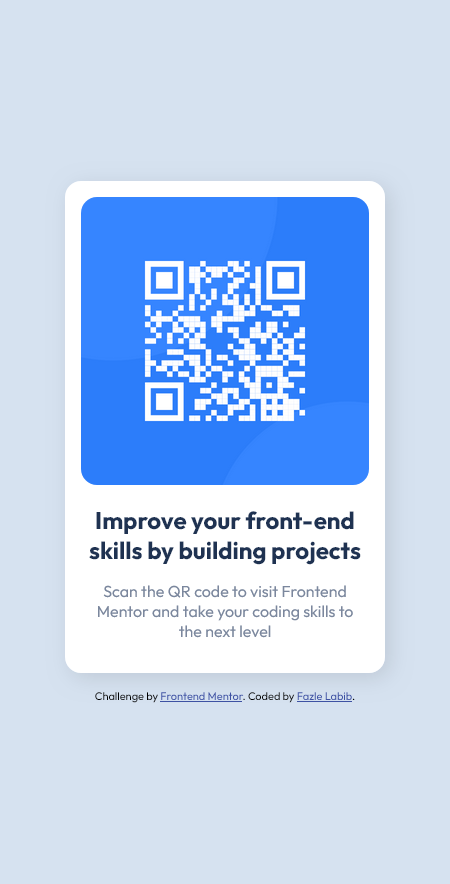 Improve your front-end
skills by building projects
Scan the QR code to visit Frontend
Mentor and take your coding skills to
the next level
Challenge by Frontend Mentor. Coded by Fazle Labib.